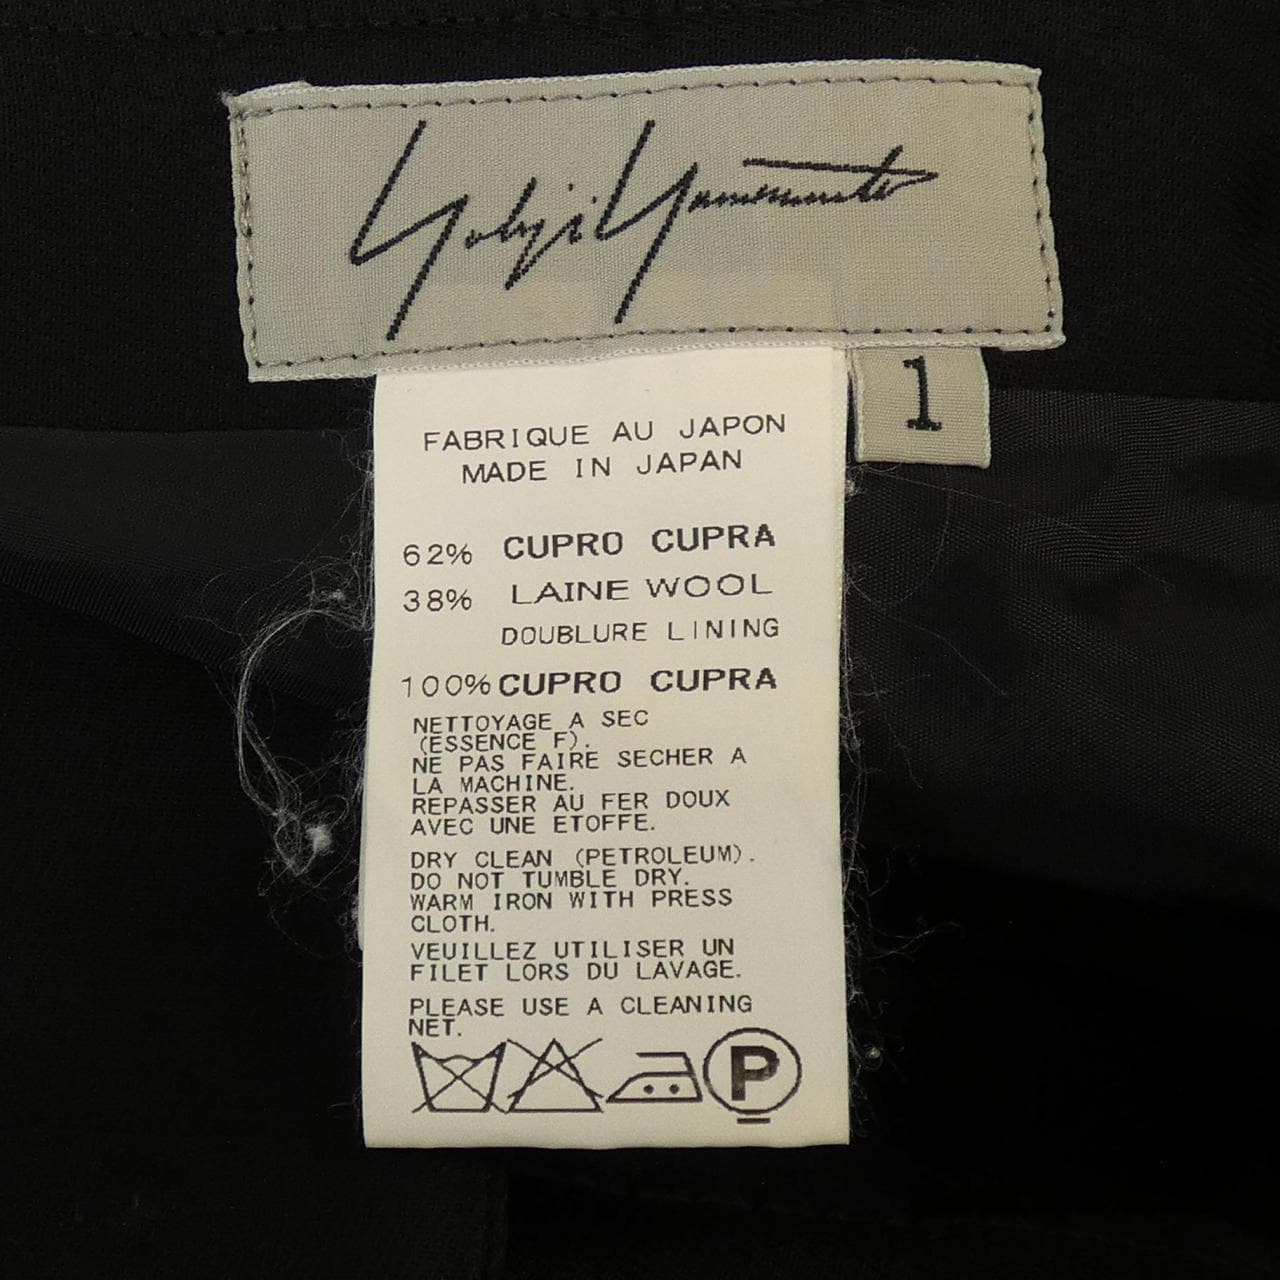 Yohji Yamamoto
1
FABRIQUE AU JAPON
MADE IN JAPAN
62% CUPRO CUPRA
38% LAINE WOOL
DOUBLURE LINING
100% CUPRO CUPRA
NETTOYAGE A SEC
(ESSENCE F).
NE PAS FAIRE SECHER A
LA MACHINE.
REPASSER AU FER DOUX
AVEC UNE ETOFFE.
DRY CLEAN (PETROLEUM).
DO NOT TUMBLE DRY.
WARM IRON WITH PRESS
CLOTH.
VEUILLEZ UTILISER UN
FILET LORS DU LAVAGE.
PLEASE USE A CLEANING
NET.
P